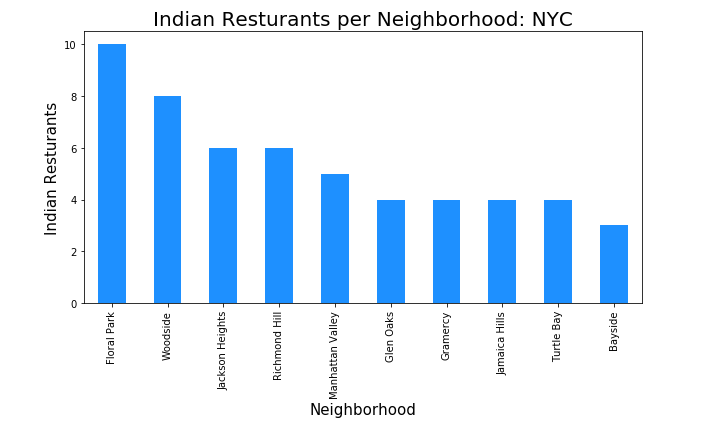 Indian Resturants per Neighborhood: NYC
Indian Resturants
10
8
6
4
2
0
Floral Park
Woodside
Jackson Heights
Richmond Hill
Manhattan Valley
Glen Oaks
Gramercy
Jamaica Hills
Turtle Bay
Bayside
Neighborhood